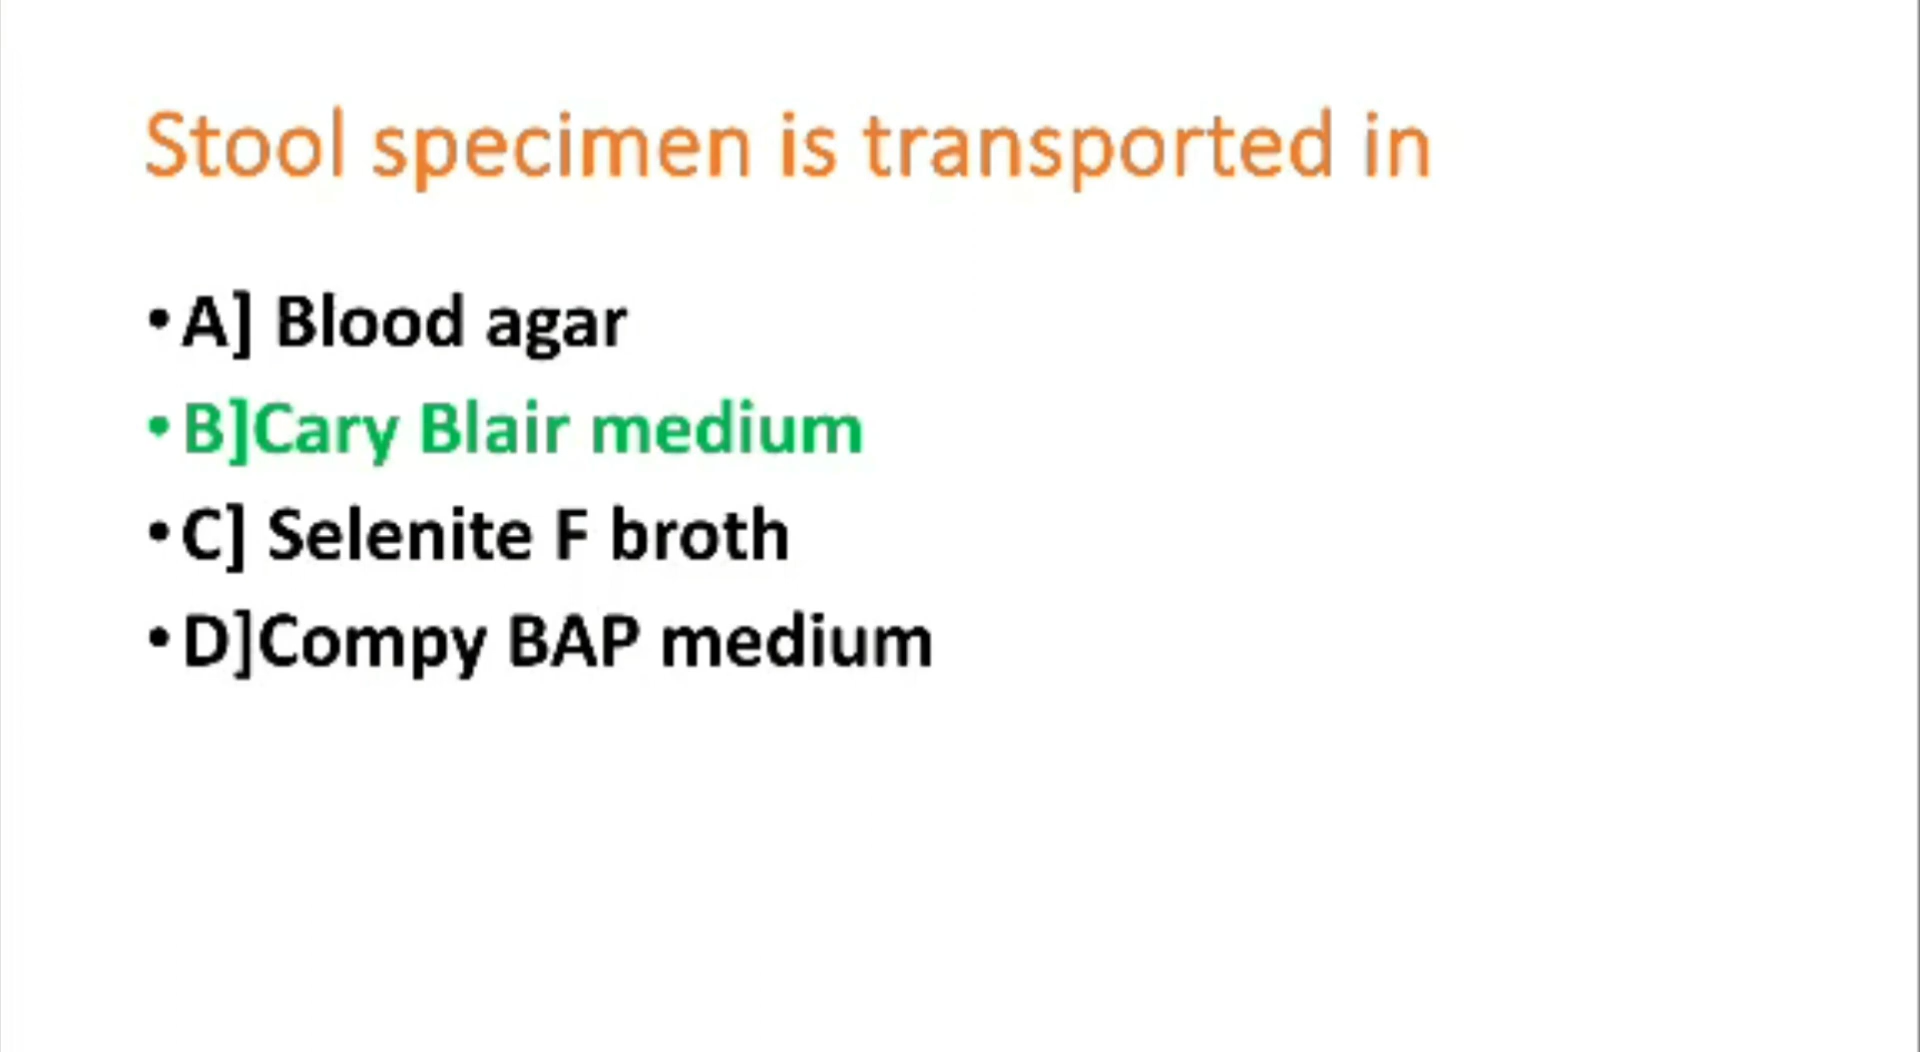 Stool specimen is transported in
• A] Blood agar
• B]Cary Blair medium
• C] Selenite F broth
• D]Compy BAP medium